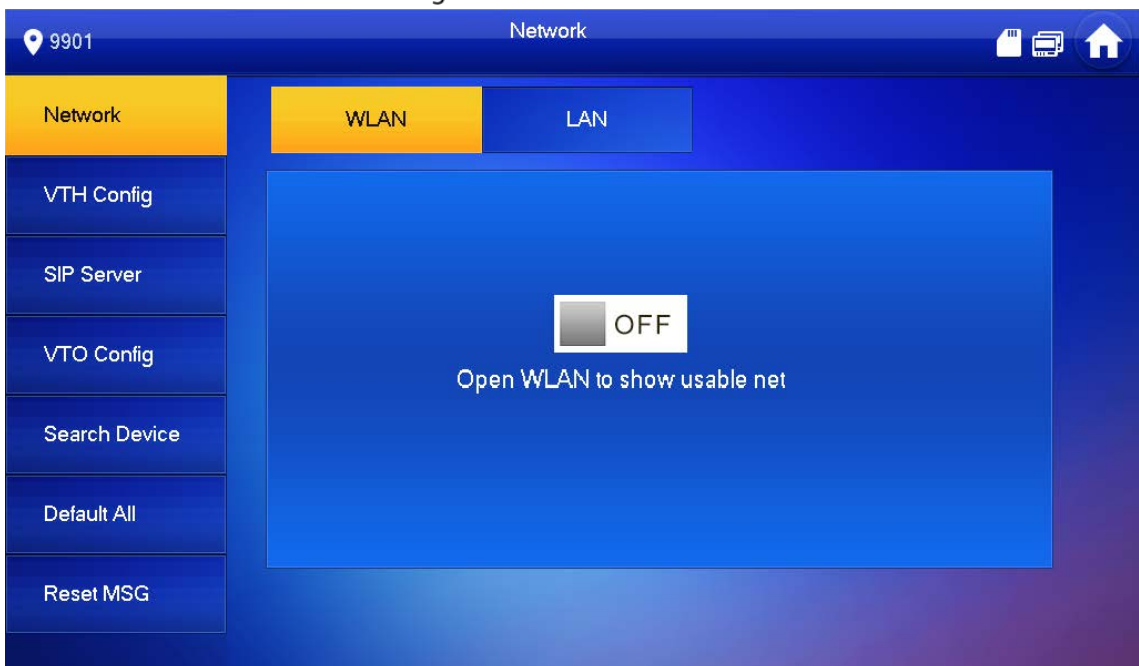 9901
Network
Network
WLAN
LAN
VTH Config
SIP Server
VTO Config
Search Device
Default All
Reset MSG
OFF
Open WLAN to show usable net